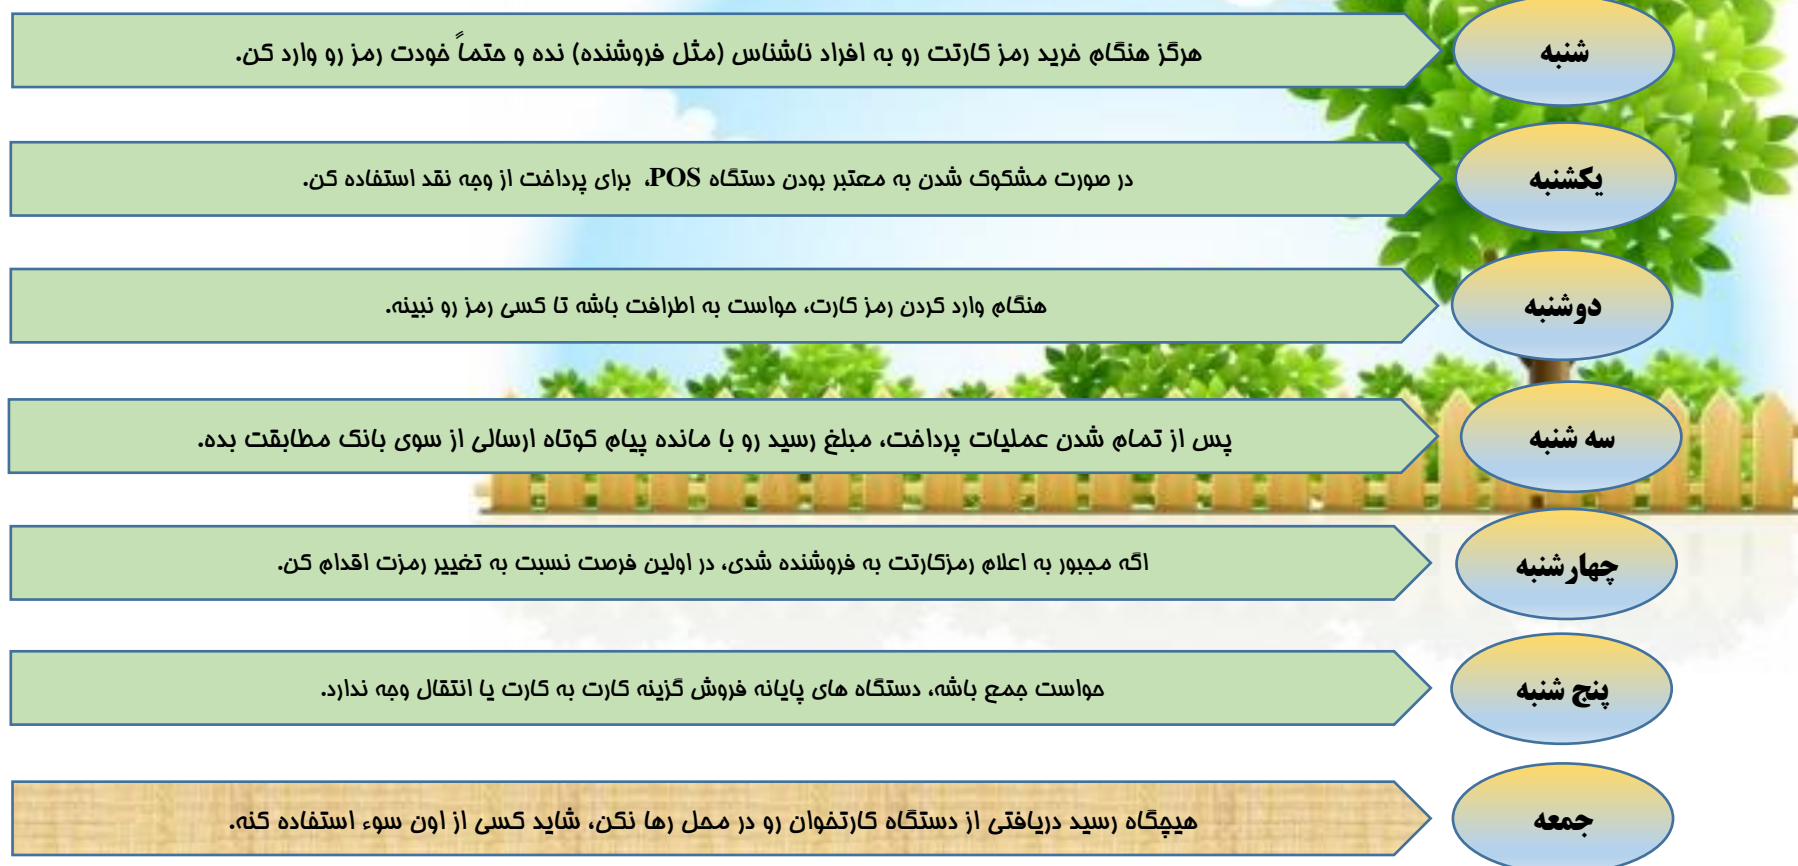 شنبه
هرگز هنگام خرید رمز کارتت رو به افراد ناشناس (مثل فروشنده) نده و حتماً خودت رمز رو وارد کن.
یکشنبه
در صورت مشکوک شدن به معتبر بودن دستگاه POS، برای پرداخت از وجه نقد استفاده کن.
دوشنبه
هنگام وارد کردن رمز کارت، حواست به اطرافت باشه تا کسی رمز رو نبینه.
سه شنبه
پس از تمام شدن عملیات پرداخت، مبلغ رسید رو با مانده پیام کوتاه ارسالی از سوی بانک مطابقت بده.
چهارشنبه
اگه مجبور به اعلام رمزکارتت به فروشنده شدی، در اولین فرصت نسبت به تغییر رمزت اقدام کن.
پنج شنبه
حواست جمع باشه، دستگاه های پایانه فروش گزینه کارت به کارت یا انتقال وجه ندارد.
جمعه
هیچگاه رسید دریافتی از دستگاه کارتخوان رو در محل رها نکن، شاید کسی از اون سوء استفاده کنه.